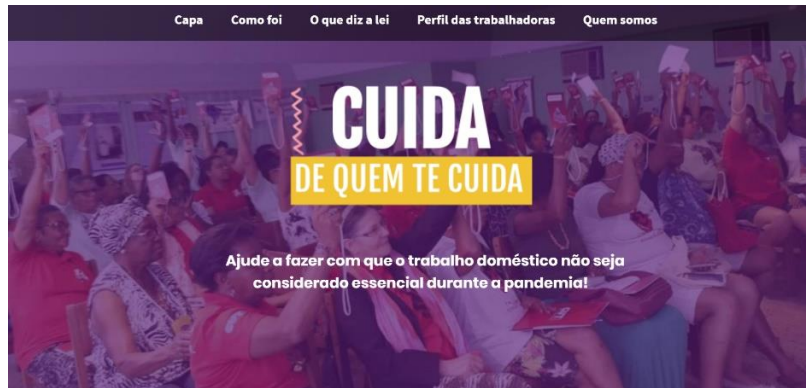 Capa Como foi O que diz a lei Perfil das trabalhadoras Quem somos
CUIDA
DE QUEM TE CUIDA
Ajude a fazer com que o trabalho doméstico não seja
considerado essencial durante a pandemia!